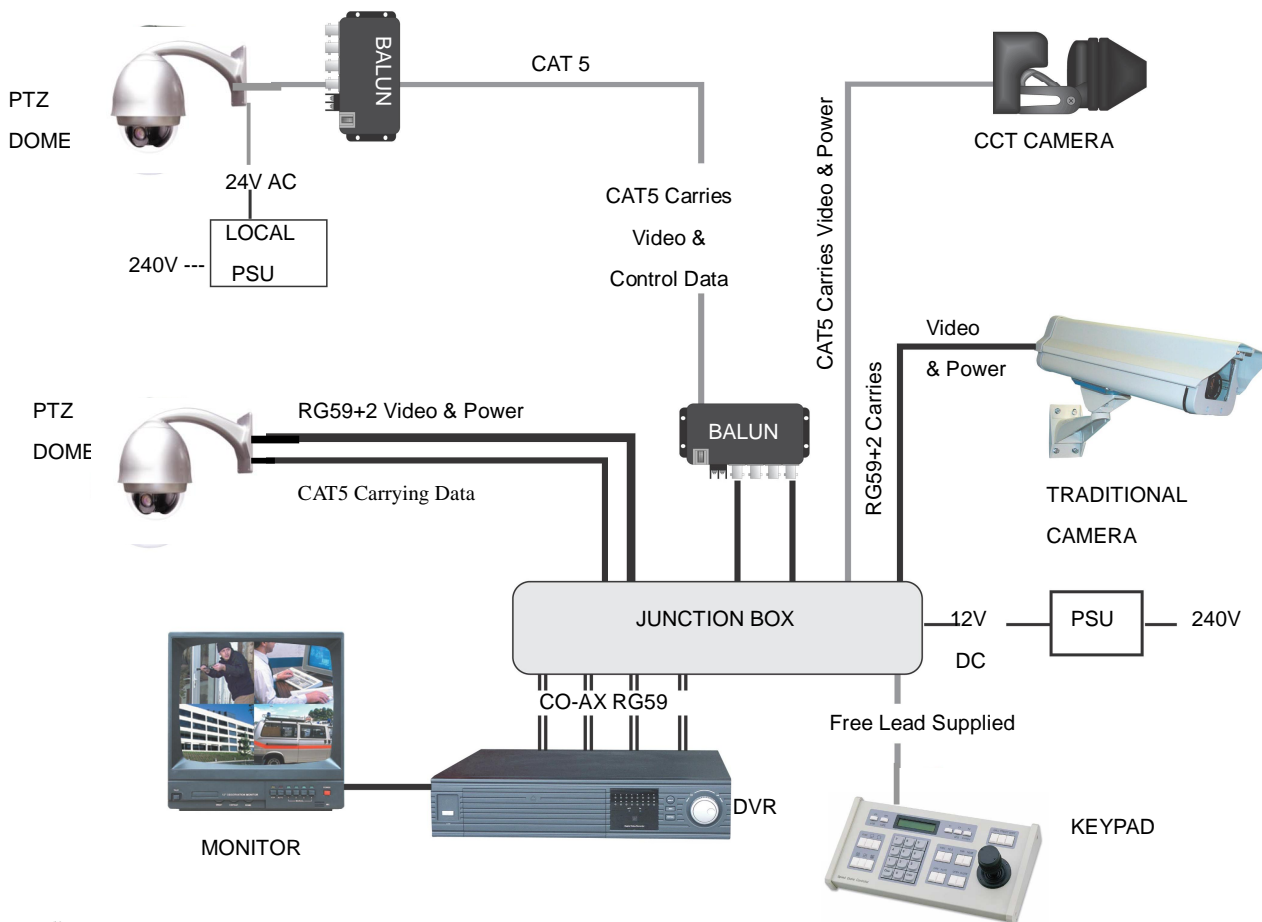 BALUN
CAT 5
PTZ
DOME
CCT CAMERA
24V AC
LOCAL
PSU
240V ---
CAT5 Carries
Video &
Control Data
CAT5 Carries Video & Power
RG59+2 Carries
Video
& Power
PTZ
DOME
RG59+2 Video & Power
CAT5 Carrying Data
BALUN
TRADITIONAL
CAMERA
JUNCTION BOX
12V
DC
PSU
240V
CO-AX RG59
Free Lead Supplied
DVR
MONITOR
KEYPAD